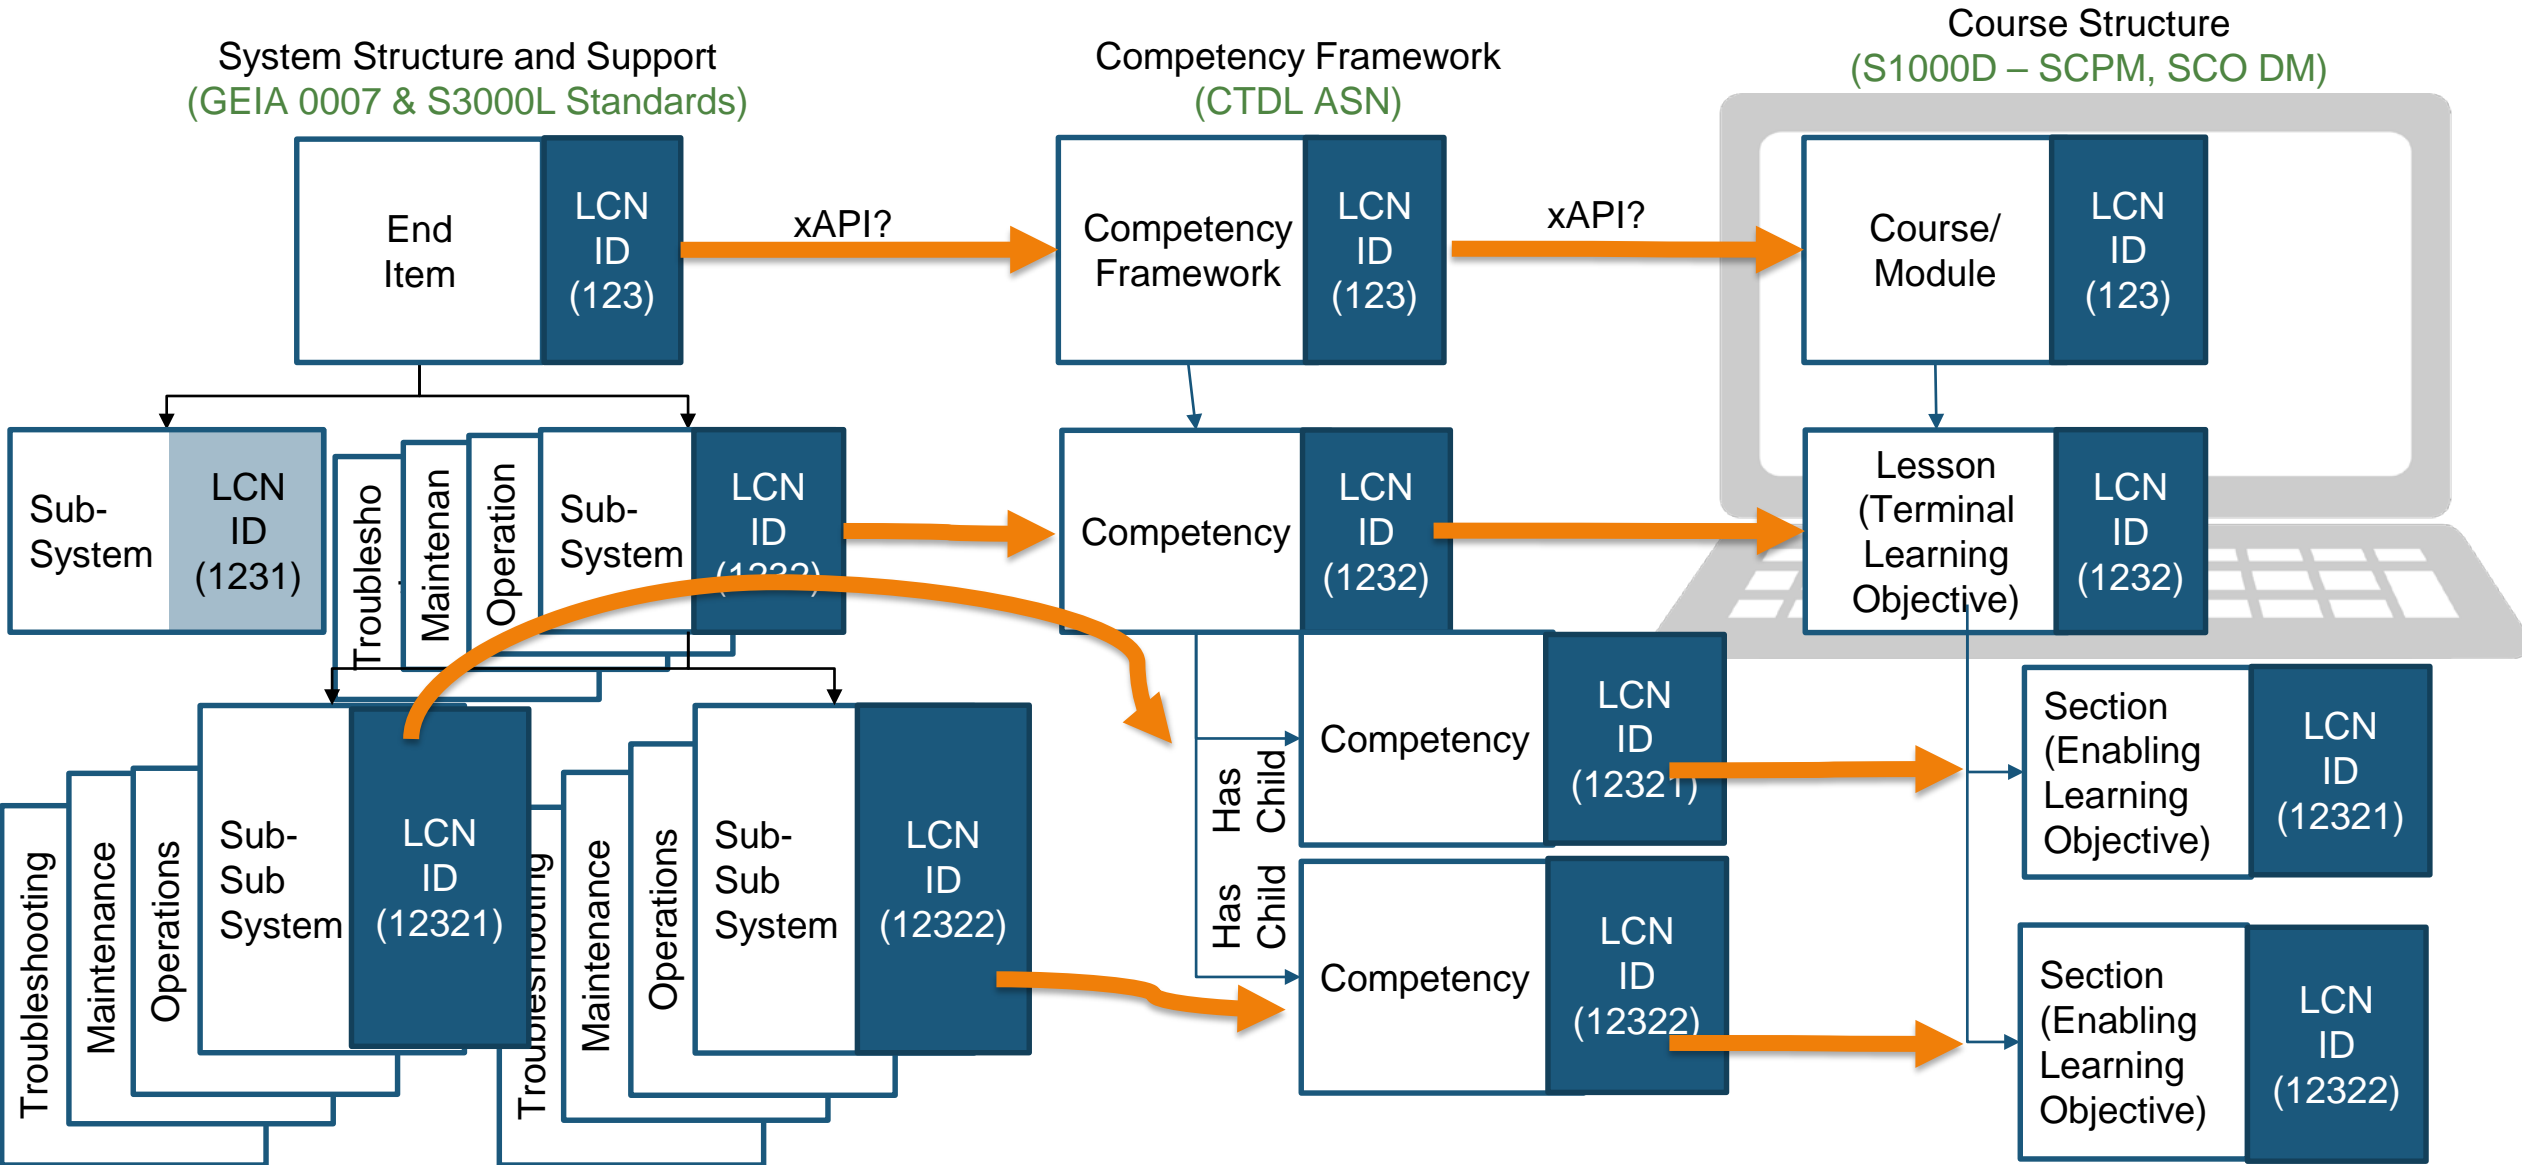 System Structure and Support
(GEIA 0007 & S3000L Standards)
Competency Framework
(CTDL ASN)
Course Structure
(S1000D – SCPM, SCO DM)
End
Item
LCN
ID
(123)
xAPI?
Competency
Framework
LCN
ID
(123)
xAPI?
Course/
Module
LCN
ID
(123)
Sub-
System
LCN
ID
(1231)
Troublesho
Maintenan
Operation
Sub-
System
LCN
ID
(1232)
Competency
LCN
ID
(1232)
Lesson
(Terminal
Learning
Objective)
LCN
ID
(1232)
Troubleshooting
Maintenance
Operations
Sub-
Sub
System
LCN
ID
(12321)
Troubleshooting
Maintenance
Operations
Sub-
Sub
System
LCN
ID
(12322)
Has
Child
Competency
LCN
ID
(12321)
Has
Child
Competency
LCN
ID
(12322)
Section
(Enabling
Learning
Objective)
LCN
ID
(12321)
Section
(Enabling
Learning
Objective)
LCN
ID
(12322)